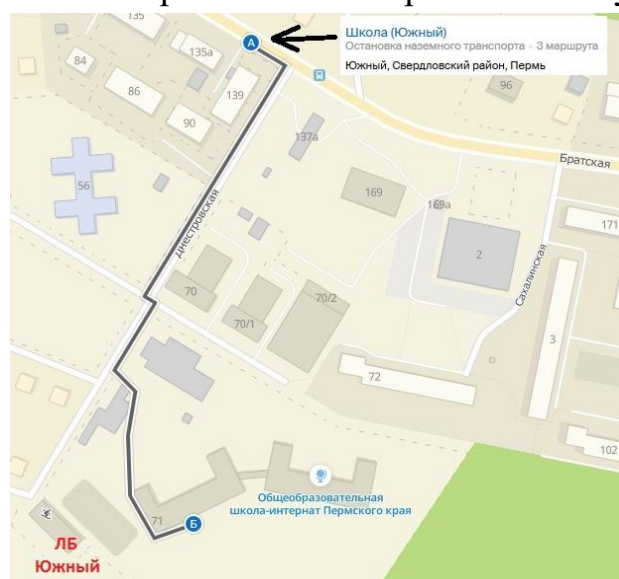 135
А
Школа (Южный)
Остановка наземного транспорта · 3 маршрута
Южный, Свердловский район, Пермь
135а
84
86
139
96
90
137а
Братская
56
169
169а
171
Днестровская
2
Сахалинская
70
70/2
70/1
3
72
102
Общеобразовательная
школа-интернат Пермского края
71
Б
ЛБ
Южный